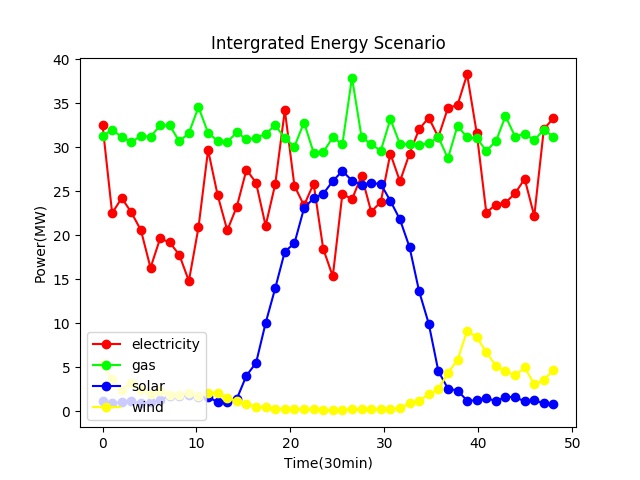 Intergrated Energy Scenario
Power(MW)
40
35
30
25
20
15
10
5
0
electricity
gas
solar
wind
0 10 20 30 40 50
Time(30min)